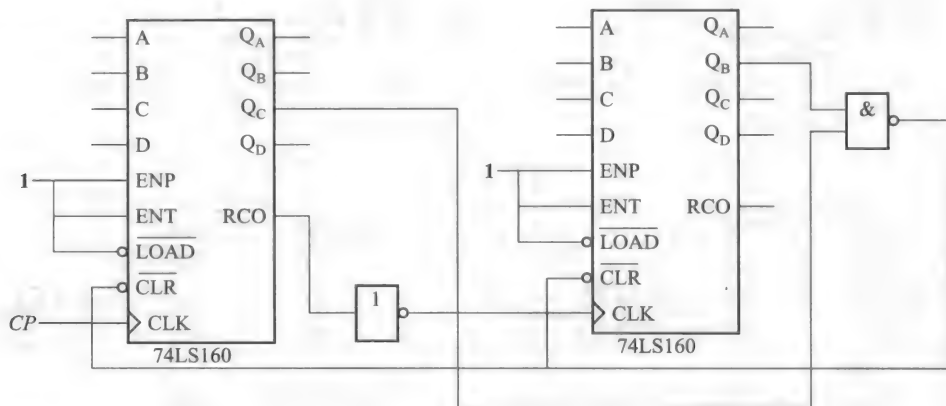 A Q_A
B Q_B
C Q_C
D Q_D
1 ENP
ENT RCO
LOAD
CLR
CP CLK
74LS160
1
A Q_A
B Q_B
C Q_C
D Q_D
1 ENP
ENT RCO
LOAD
CLR
CLK
74LS160
&